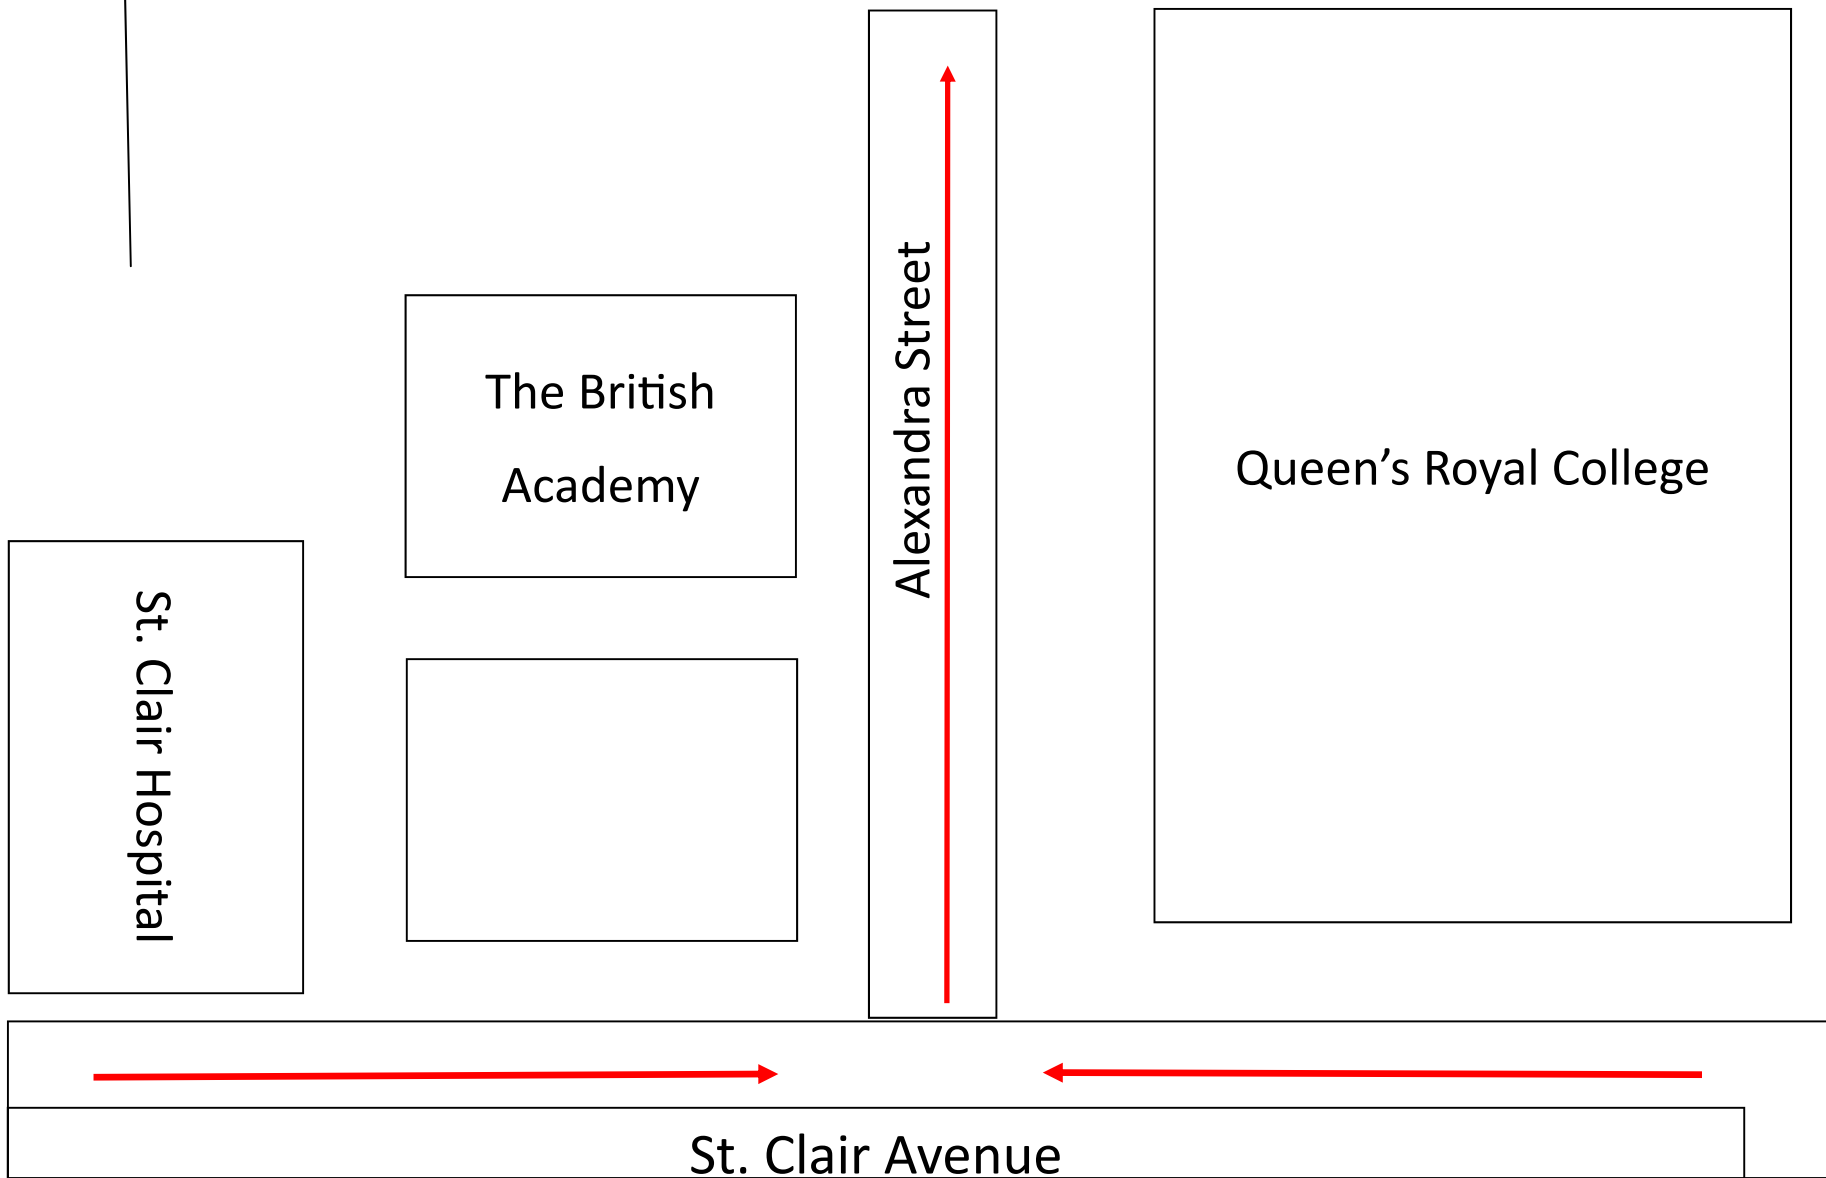 The British
Academy
Alexandra Street
Queen’s Royal College
St. Clair Hospital
St. Clair Avenue